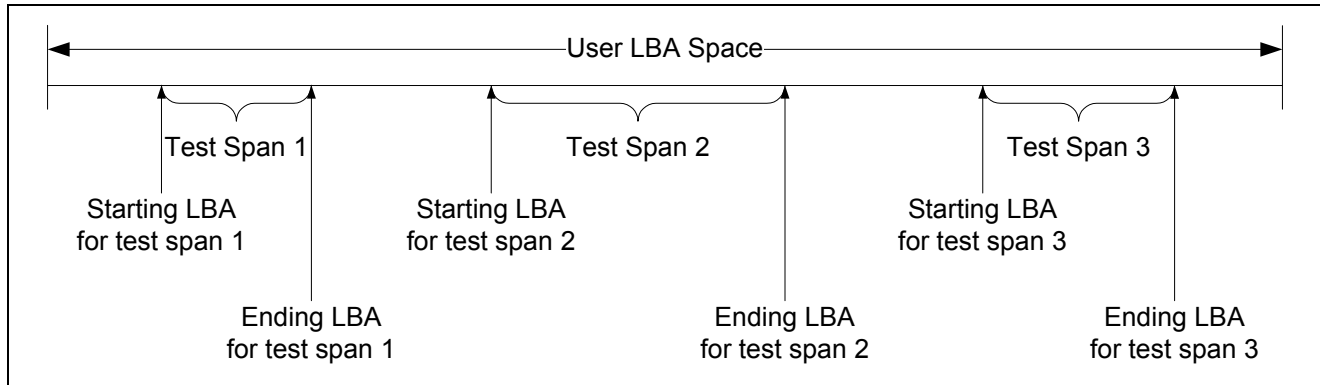 User LBA Space
Test Span 1
Test Span 2
Test Span 3
Starting LBA
for test span 1
Starting LBA
for test span 2
Starting LBA
for test span 3
Ending LBA
for test span 1
Ending LBA
for test span 2
Ending LBA
for test span 3